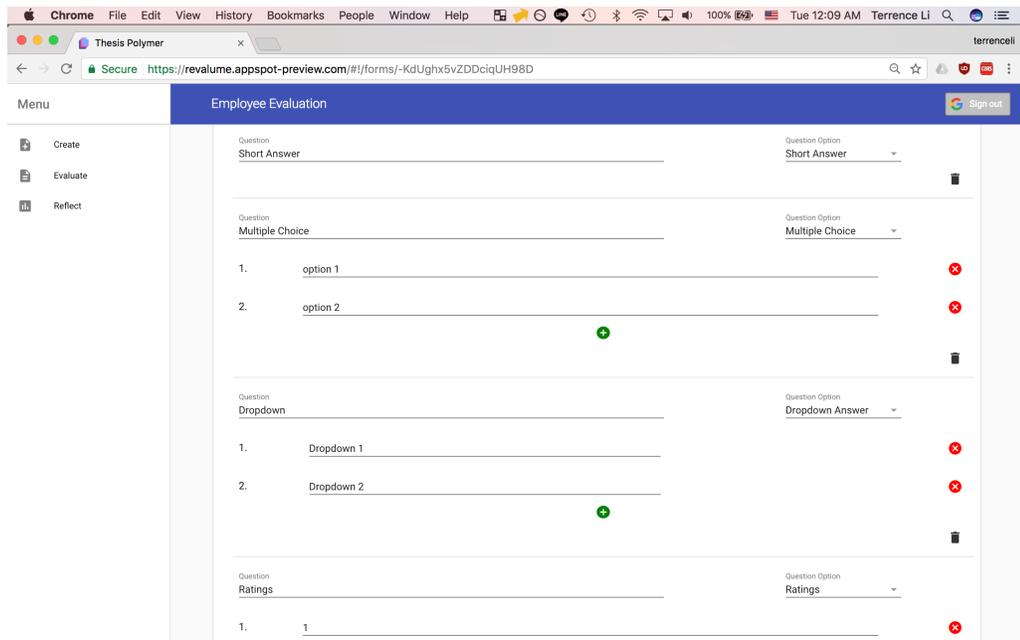 Chrome File Edit View History Bookmarks People Window Help LINE 100% Tue 12:09 AM Terrence Li
Thesis Polymer terrenceli
Secure https://revalume.appspot-preview.com/#!/forms/-KdUghx5vZDDciqUH98D
Menu Employee Evaluation Sign out
Create
Evaluate
Reflect
Question Question Option
Short Answer Short Answer
Question Question Option
Multiple Choice Multiple Choice
1. option 1
2. option 2
Question Question Option
Dropdown Dropdown Answer
1. Dropdown 1
2. Dropdown 2
Question Question Option
Ratings Ratings
1. 1